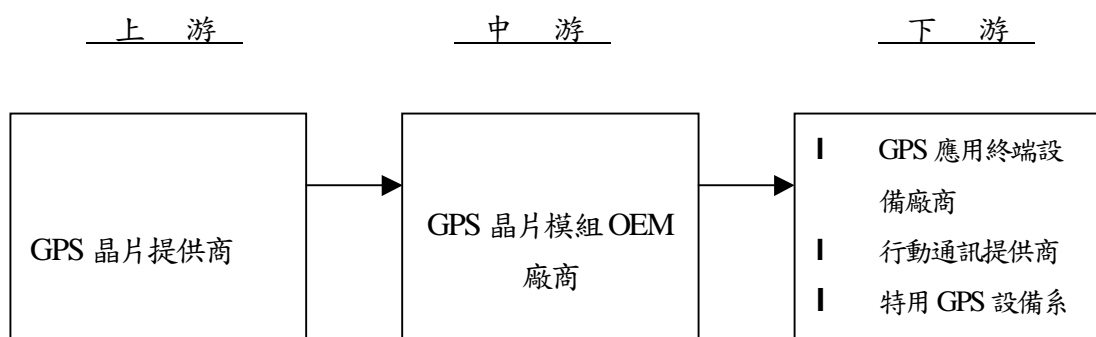 上 游
中 游
下 游
GPS 晶片提供商
GPS 晶片模組 OEM
廠商
l GPS 應用終端設
備廠商
l 行動通訊提供商
l 特用 GPS 設備系